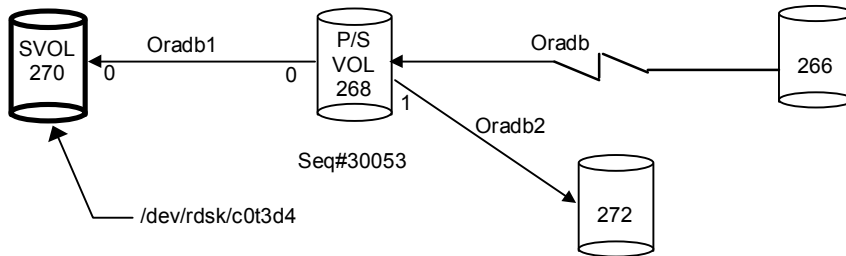 SVOL
270
Oradb1
0
0
P/S
VOL
268
1
Oradb
266
Oradb2
Seq#30053
272
/dev/rdsk/c0t3d4